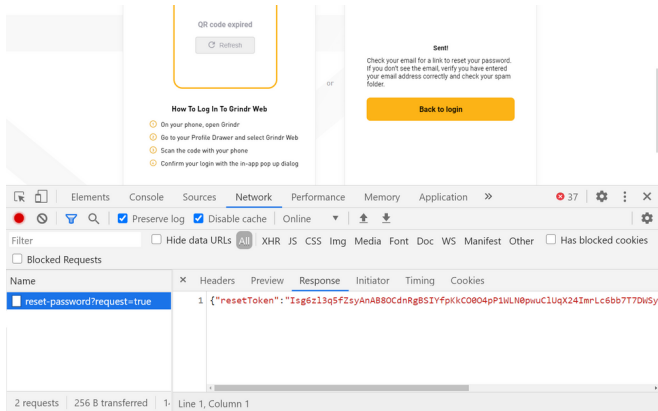 QR code expired
Refresh
or
How To Log In To Grindr Web
On your phone, open Grindr
Go to your Profile Drawer and select Grindr Web
Scan the code with your phone
Confirm your login with the in-app pop up dialog
Sent!
Check your email for a link to reset your password.
If you don't see the email, verify you have entered
your email address correctly and check your spam
folder.
Back to login
Elements Console Sources Network Performance Memory Application » 37
Preserve log Disable cache Online
Filter Hide data URLs All XHR JS CSS Img Media Font Doc WS Manifest Other Has blocked cookies
Blocked Requests
Name × Headers Preview Response Initiator Timing Cookies
reset-password?request=true
1 {"resetToken":"Isg6zl3q5fZsyAnAB8OCdnRgBSIYfpKkCO0O4pP1WLN0pwuClUqX24ImrLc6bb7T7DWSy
2 requests 256 B transferred Line 1, Column 1